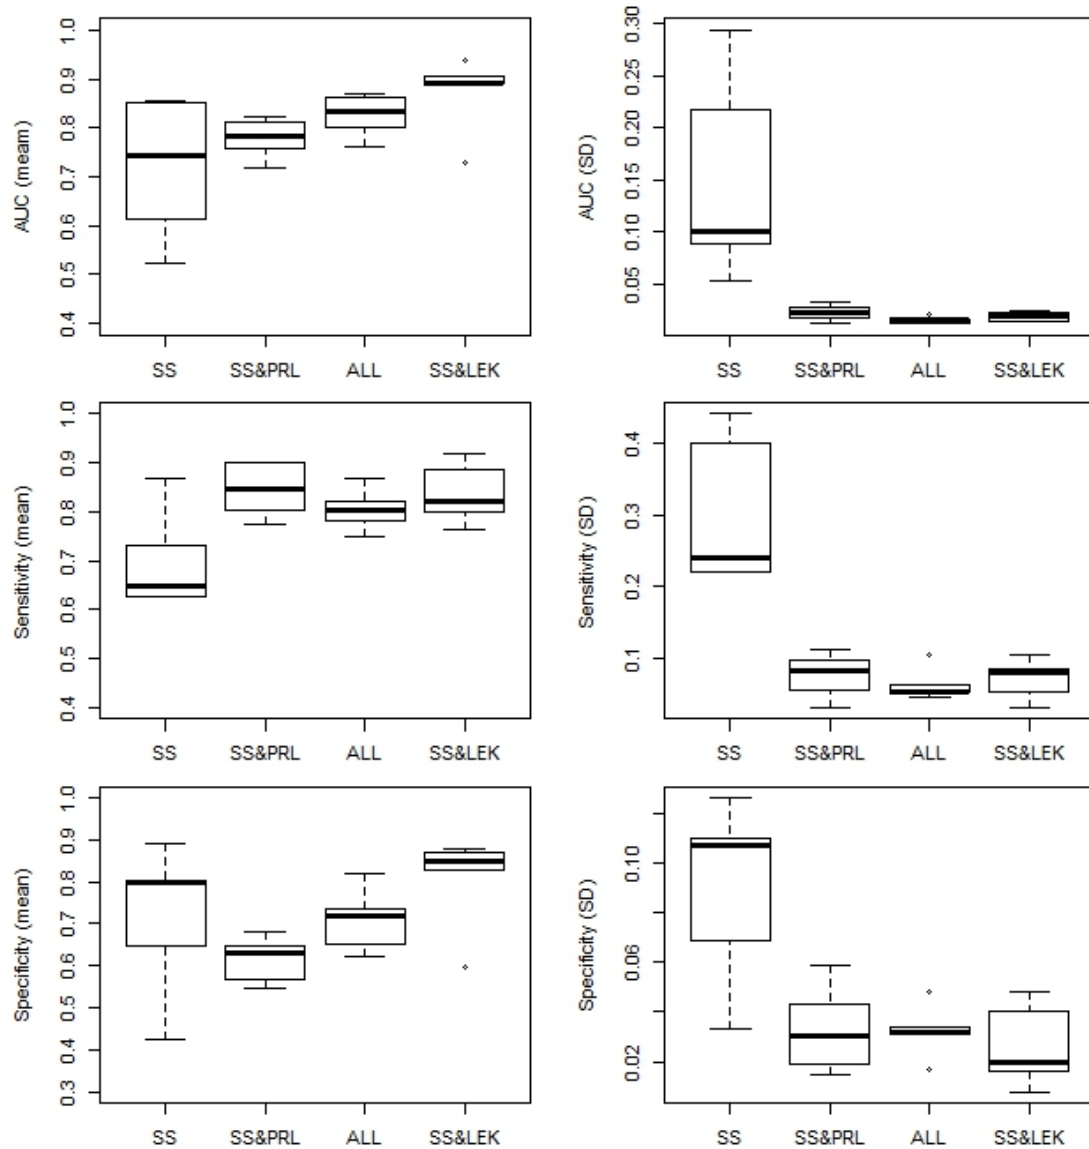 AUC (meam)
1.0
0.9
0.8
0.7
0.6
0.5
0.4
SS SS&PRL ALL SS&LEK
AUC (SD)
0.30
0.25
0.20
0.15
0.10
0.05
SS SS&PRL ALL SS&LEK
Sensitivity (mean)
1.0
0.9
0.8
0.7
0.6
0.5
0.4
SS SS&PRL ALL SS&LEK
Sensitivity (SD)
0.4
0.3
0.2
0.1
SS SS&PRL ALL SS&LEK
Specificity (mean)
1.0
0.9
0.8
0.7
0.6
0.5
0.4
0.3
SS SS&PRL ALL SS&LEK
Specificity (SD)
0.10
0.06
0.02
SS SS&PRL ALL SS&LEK